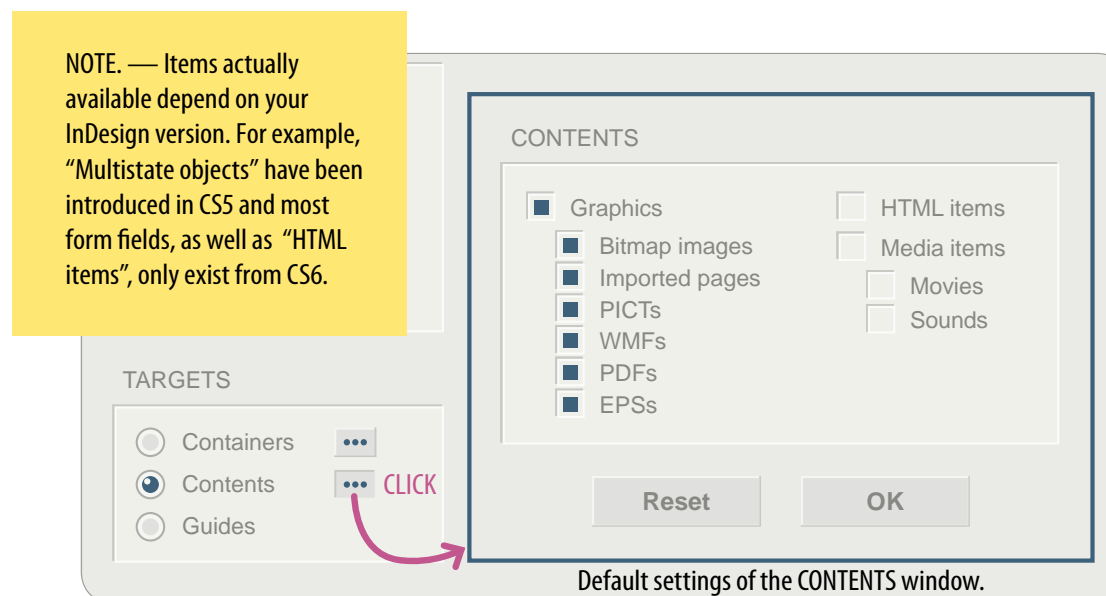 NOTE. — Items actually
available depend on your
InDesign version. For example,
“Multistate objects” have been
introduced in CS5 and most
form fields, as well as “HTML
items”, only exist from CS6.
CONTENTS
Graphics
Bitmap images
Imported pages
PICTs
WMFs
PDFs
EPSs
HTML items
Media items
Movies
Sounds
Reset
OK
TARGETS
Containers
Contents
CLICK
Guides
Default settings of the CONTENTS window.